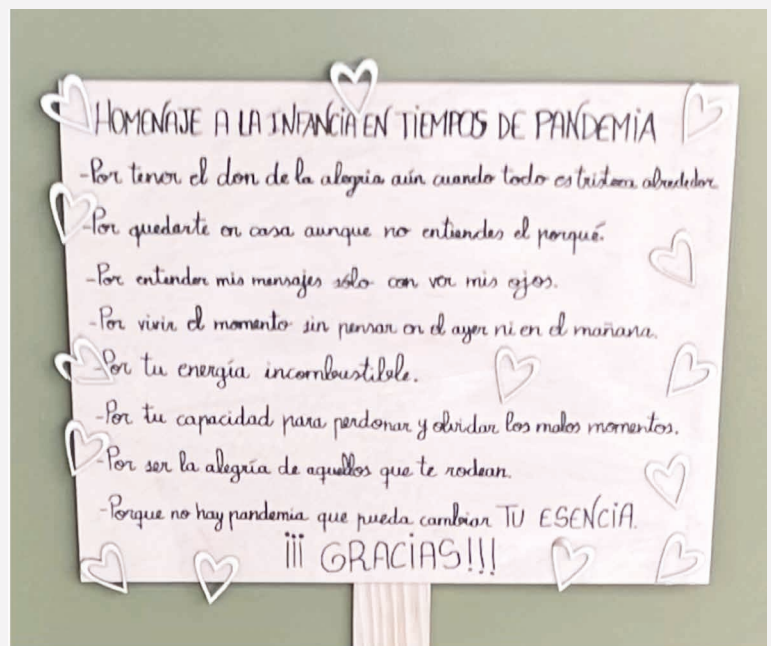 HOMENAJE A LA INFANCIA EN TIEMPOS DE PANDEMIA
-Por tener el don de la alegria aún cuando todo es tristeza alrededor
-Por quedarte en casa aunque no entiendes el porqué.
-Por entender mis mensajes sólo con ver mis ojos.
-Por vivir el momento sin pensar en el ayer ni en el mañana.
-Por tu energía incombustible.
-Por tu capacidad para perdonar y olvidar los malos momentos.
-Por ser la alegría de aquellos que te rodean.
-Porque no hay pandemia que pueda cambiar TU ESENCIA.
¡¡¡ GRACIAS!!!